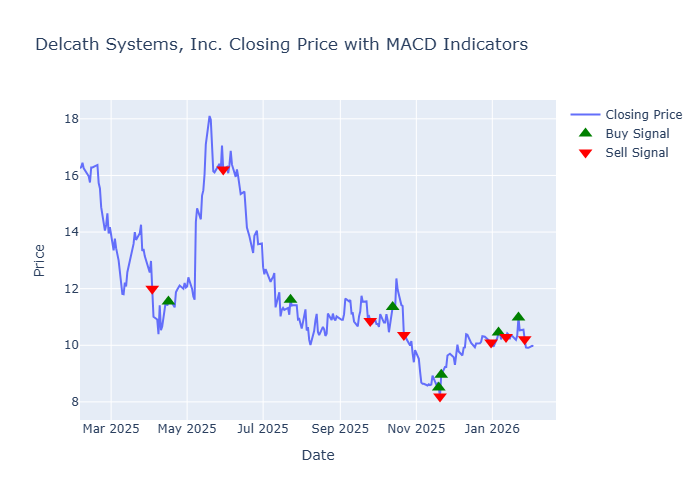 Delcath Systems, Inc. Closing Price with MACD Indicators
Closing Price
Buy Signal
Sell Signal
Price
18
16
14
12
10
8
Mar 2025
May 2025
Jul 2025
Sep 2025
Nov 2025
Jan 2026
Date